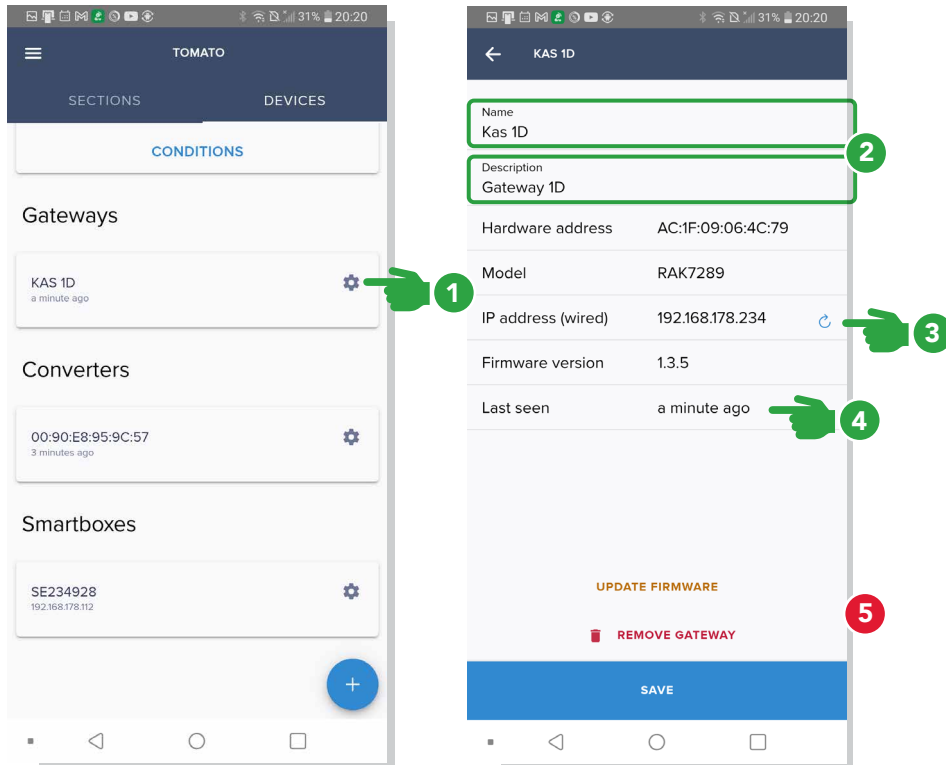 31% 20:20
TOMATO
SECTIONS DEVICES
CONDITIONS
Gateways
KAS 1D
a minute ago
1
Converters
00:90:E8:95:9C:57
3 minutes ago
Smartboxes
SE234928
192.168.178.112
+
31% 20:20
KAS 1D
Name
Kas 1D
2
Description
Gateway 1D
Hardware address AC:1F:09:06:4C:79
Model RAK7289
IP address (wired) 192.168.178.234
3
Firmware version 1.3.5
Last seen a minute ago
4
UPDATE FIRMWARE
5
REMOVE GATEWAY
SAVE